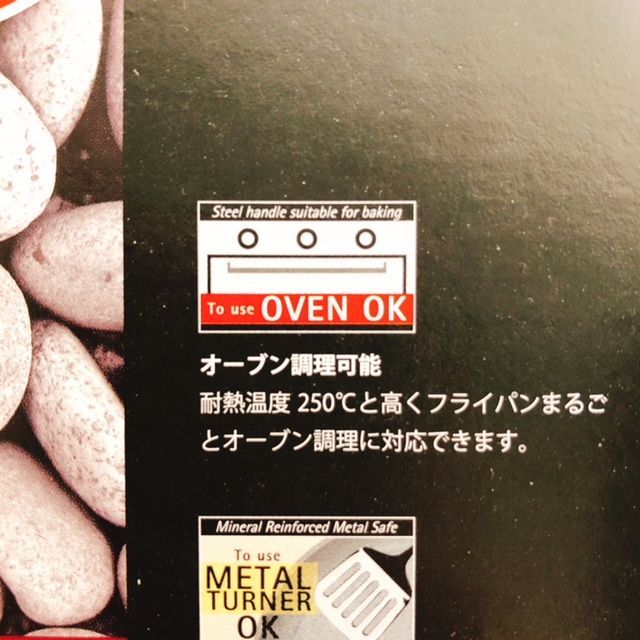 Steel handle suitable for baking
To use OVEN OK
オーブン調理可能
耐熱温度 250℃と高くフライパンまるご
とオーブン調理に対応できます。
Mineral Reinforced Metal Safe
To use
METAL
TURNER
OK